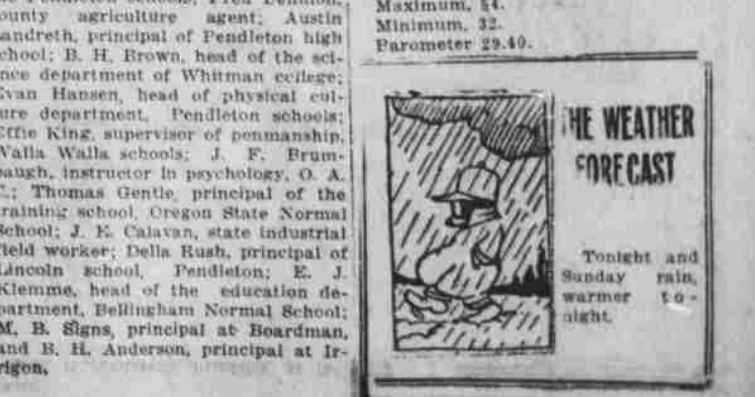 ounty agriculture agent; Austin
andreth, principal of Pendleton high
chool; B. H. Brown, head of the sci-
nce department of Whitman college;
Evan Hansen, head of physical cul-
ure department, Pendleton schools;
Effie King, supervisor of penmanship,
Walla Walla schools; J. F. Brum-
baugh, instructor in psychology, O. A.
C.; Thomas Gentle, principal of the
training school, Oregon State Normal
School; J. E. Calavan, state industrial
field worker; Della Rush, principal of
Lincoln school, Pendleton; E. J.
Klemme, head of the education de-
partment, Bellingham Normal School;
M. B. Signs, principal at Boardman,
and B. H. Anderson, principal at Ir-
rigon.
Maximum, 54.
Minimum, 32.
Parometer 29.40.
HE WEATHER
FORECAST
Tonight and
Sunday rain,
warmer to-
night.